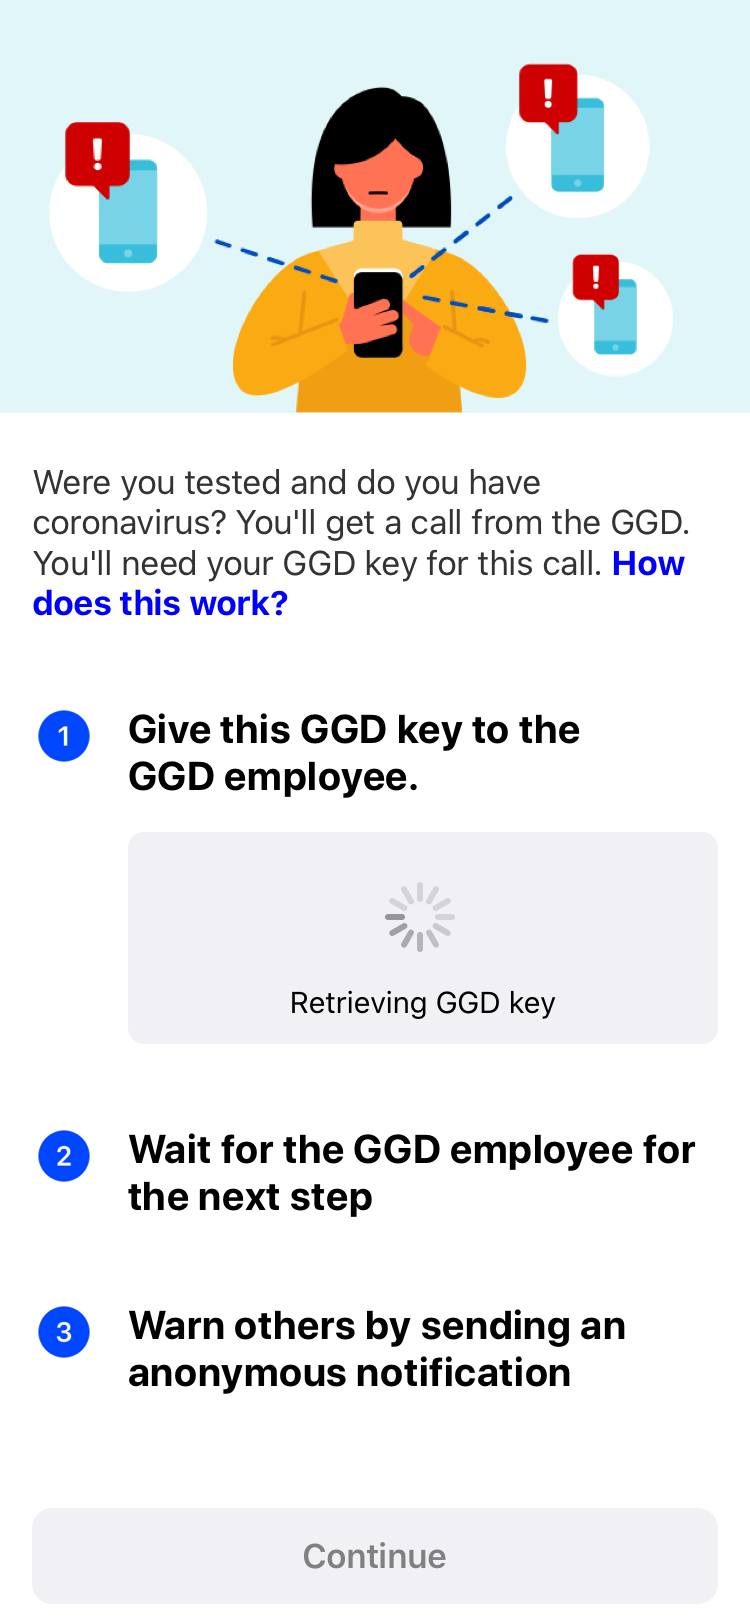 !
!
!
Were you tested and do you have
coronavirus? You'll get a call from the GGD.
You'll need your GGD key for this call. How
does this work?
1
Give this GGD key to the
GGD employee.
Retrieving GGD key
2
Wait for the GGD employee for
the next step
3
Warn others by sending an
anonymous notification
Continue